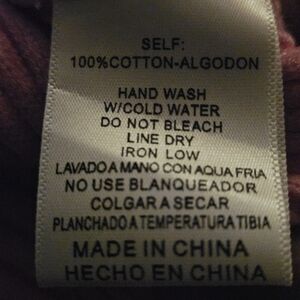 SELF:
100%COTTON-ALGODON
HAND WASH
W/COLD WATER
DO NOT BLEACH
LINE DRY
IRON LOW
LAVADO A MANO CON AQUA FRIA
NO USE BLANQUEADOR
COLGAR A SECAR
PLANCHADO A TEMPERATURA TIBIA
MADE IN CHINA
HECHO EN CHINA